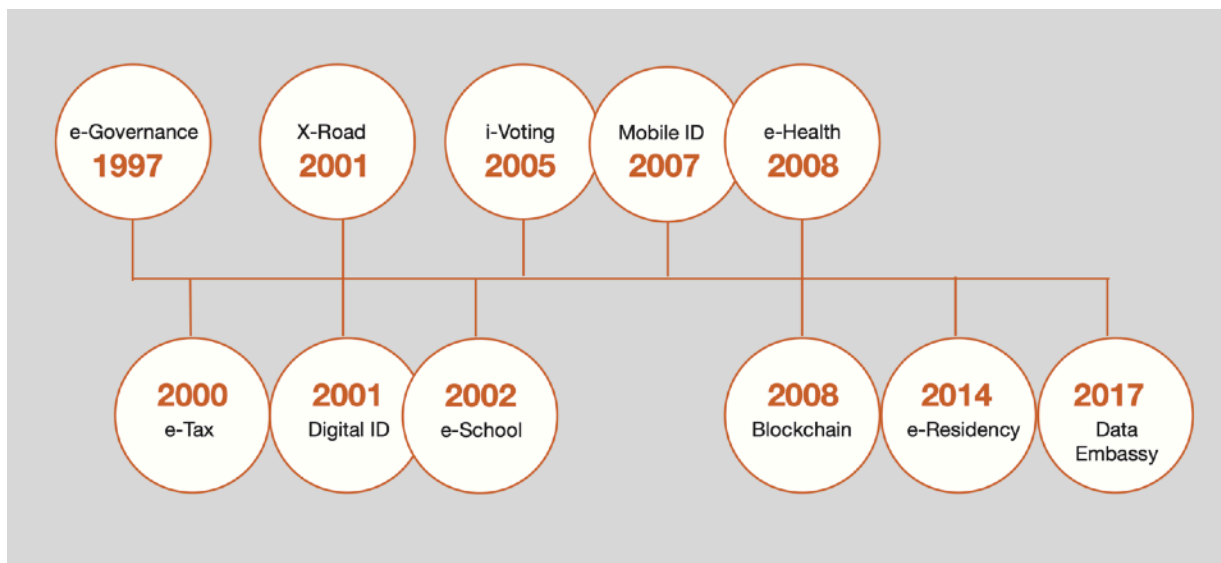 e-Governance
1997
X-Road
2001
i-Voting
2005
Mobile ID
2007
e-Health
2008
2000
e-Tax
2001
Digital ID
2002
e-School
2008
Blockchain
2014
e-Residency
2017
Data
Embassy